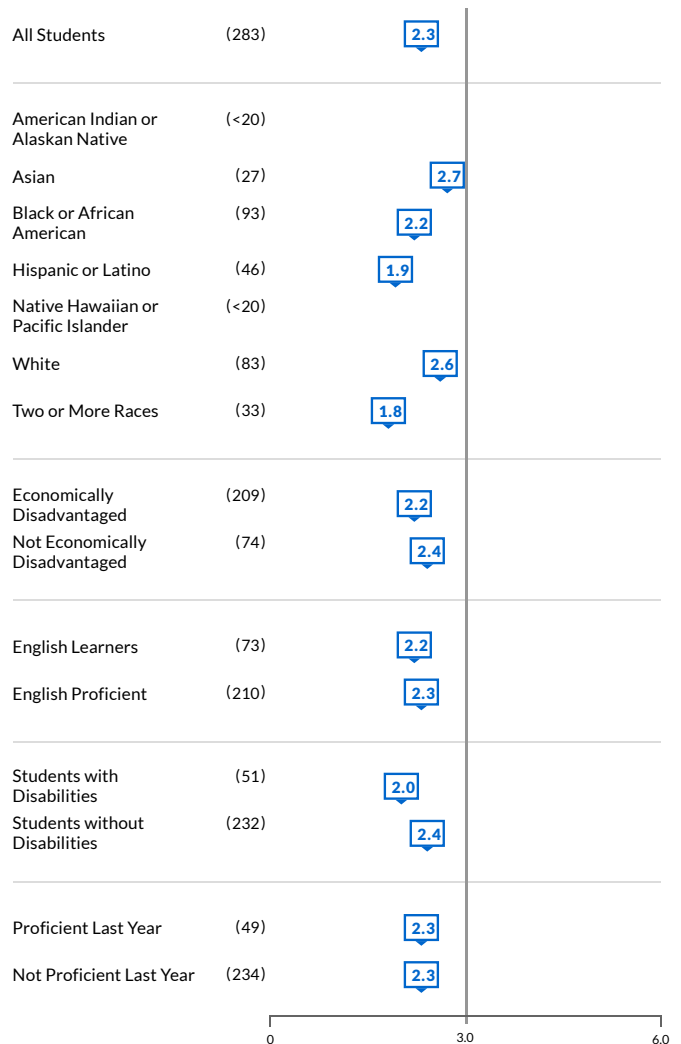 All Students (283) 2.3
American Indian or (<20)
Alaskan Native
Asian (27) 2.7
Black or African (93) 2.2
American
Hispanic or Latino (46) 1.9
Native Hawaiian or (<20)
Pacific Islander
White (83) 2.6
Two or More Races (33) 1.8
Economically (209) 2.2
Disadvantaged
Not Economically (74) 2.4
Disadvantaged
English Learners (73) 2.2
English Proficient (210) 2.3
Students with (51) 2.0
Disabilities
Students without (232) 2.4
Disabilities
Proficient Last Year (49) 2.3
Not Proficient Last Year (234) 2.3
0 3.0 6.0